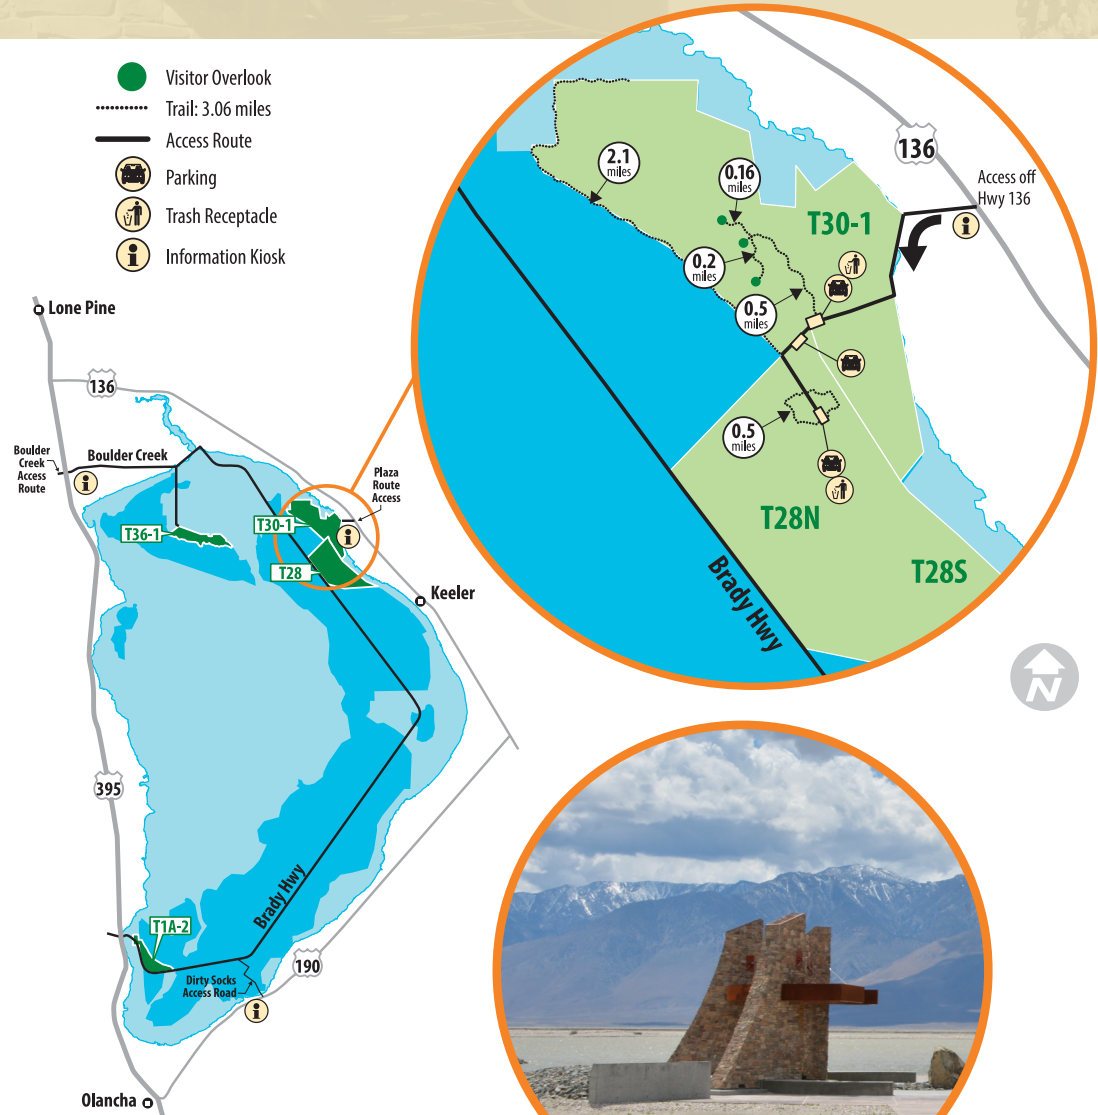 Visitor Overlook
Trail: 3.06 miles
Access Route
Parking
Trash Receptacle
Information Kiosk
136
Access off
Hwy 136
2.1
miles
0.16
miles
T30-1
0.2
miles
0.5
miles
0.5
miles
T28N
T28S
Brady Hwy
N
Lone Pine
136
Boulder
Creek
Access
Route
Boulder Creek
Plaza
Route
Access
T36-1
T30-1
T28
Keeler
395
Brady Hwy
T1A-2
190
Dirty Socks
Access Road
Olancha